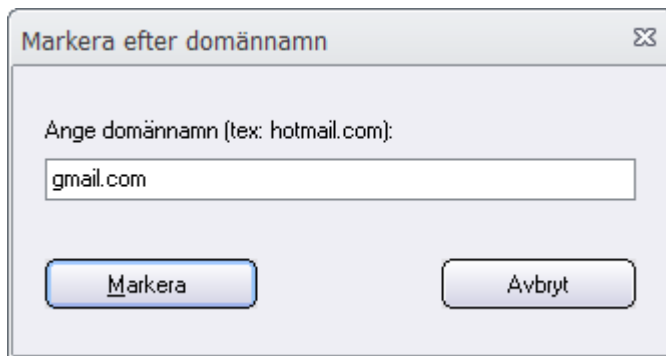 Markera efter domännamn
Ange domännamn (tex: hotmail.com):
gmail.com
Markera
Avbryt